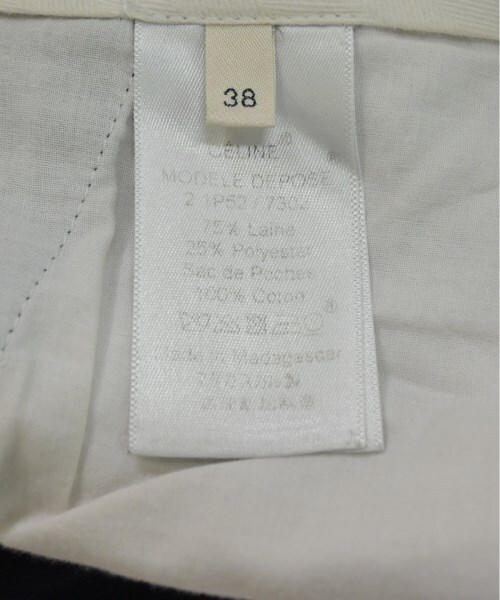 38
®
CÉLINE ®
MODELE DEPOSE
75% Laine
25% Polyester
Sac de Poches
100% Coton
®
Made in Madagascar